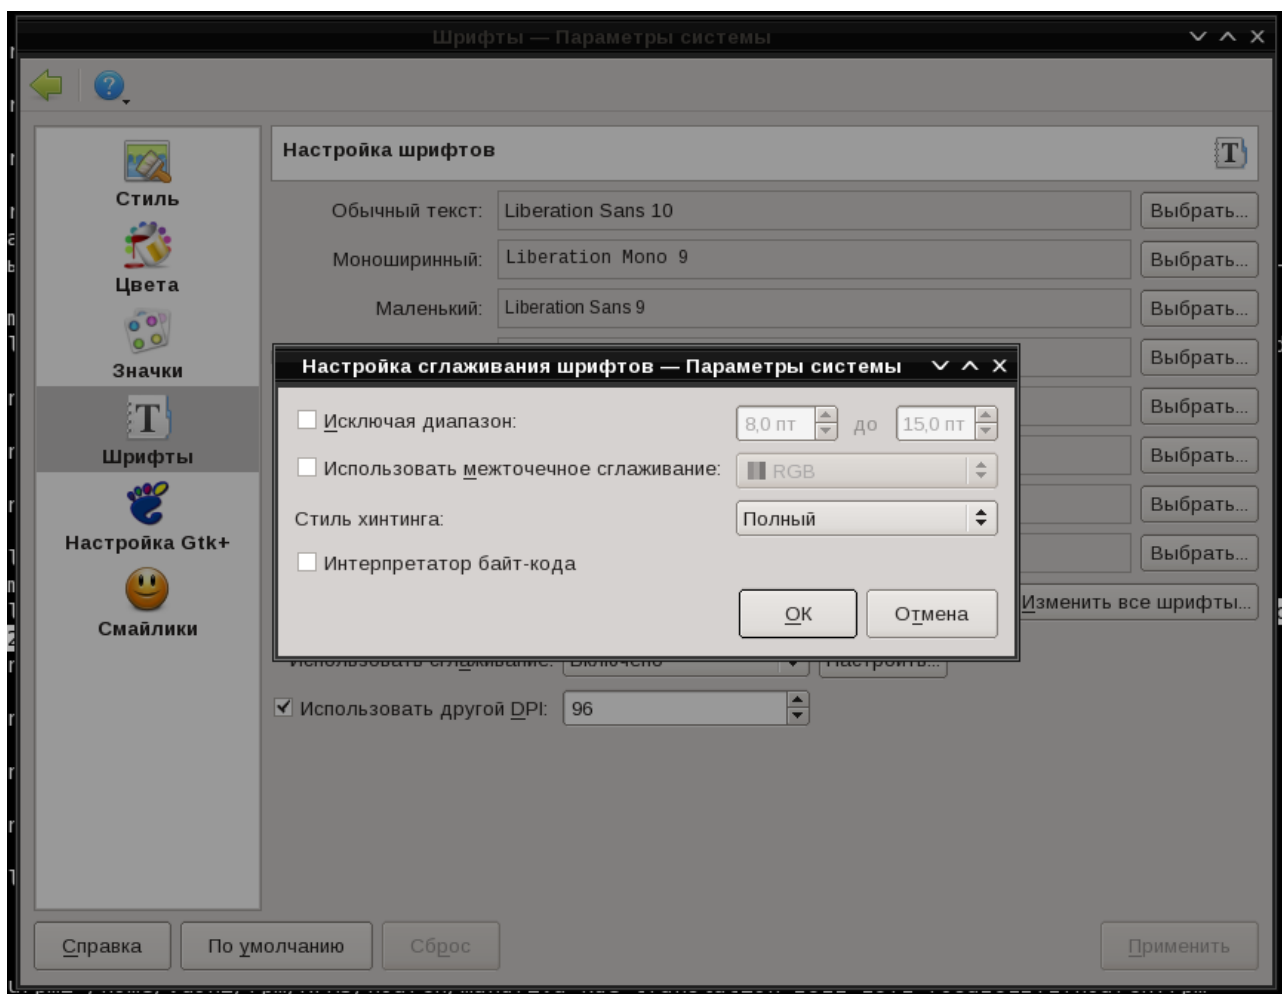 Шрифты — Параметры системы
Настройка шрифтов
Стиль
Обычный текст: Liberation Sans 10 Выбрать...
Моноширинный: Liberation Mono 9 Выбрать...
Цвета
Маленький: Liberation Sans 9 Выбрать...
Значки
Выбрать...
Настройка сглаживания шрифтов — Параметры системы
Исключая диапазон: 8,0 пт до 15,0 пт
Выбрать...
Шрифты
Использовать межточечное сглаживание: RGB
Выбрать...
Стиль хинтинга: Полный
Выбрать...
Настройка Gtk+
Интерпретатор байт-кода
Выбрать...
ОК Отмена
Изменить все шрифты...
Смайлики
Использовать сглаживание: Включено Настроить...
Использовать другой DPI: 96
Справка По умолчанию Сброс Применить